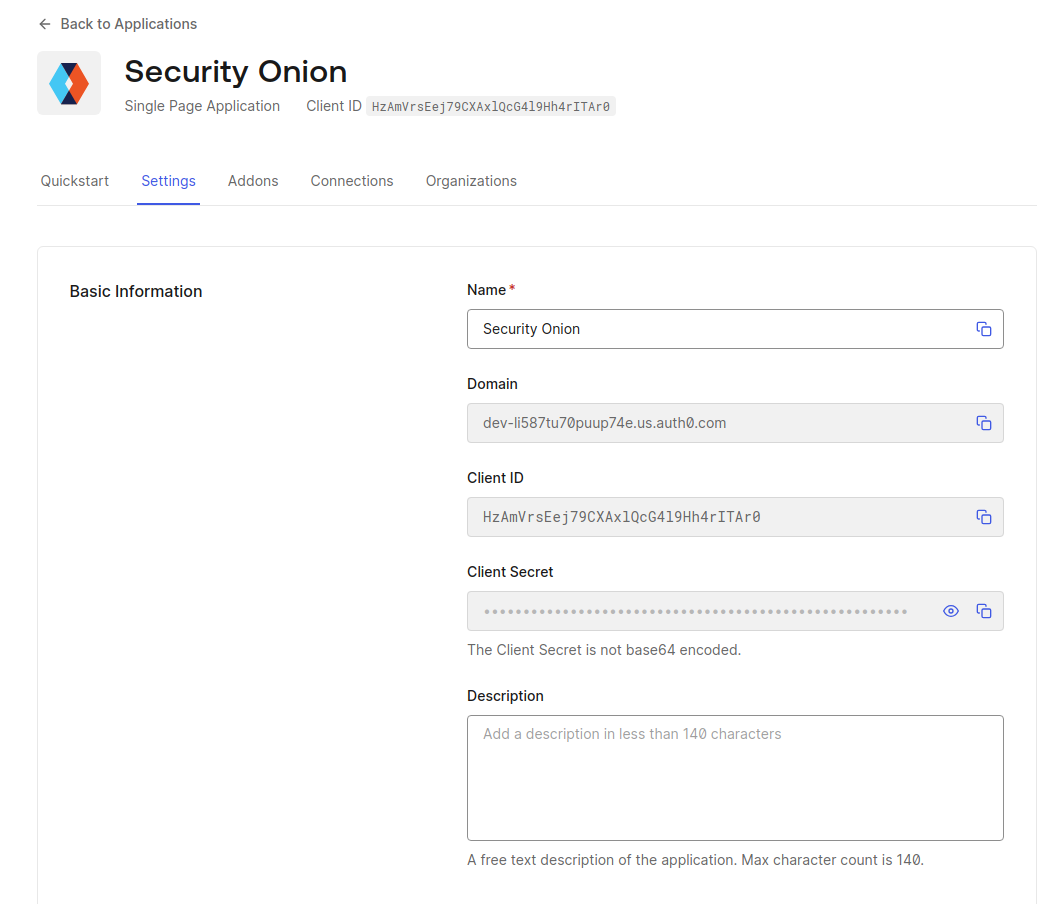 Back to Applications
Security Onion
Single Page Application Client ID HzAmVrsEej79CXAxlQcG4l9Hh4rITAr0
Quickstart Settings Addons Connections Organizations
Basic Information
Name *
Security Onion
Domain
dev-li587tu70puup74e.us.auth0.com
Client ID
HzAmVrsEej79CXAxlQcG4l9Hh4rITAr0
Client Secret
The Client Secret is not base64 encoded.
Description
Add a description in less than 140 characters
A free text description of the application. Max character count is 140.